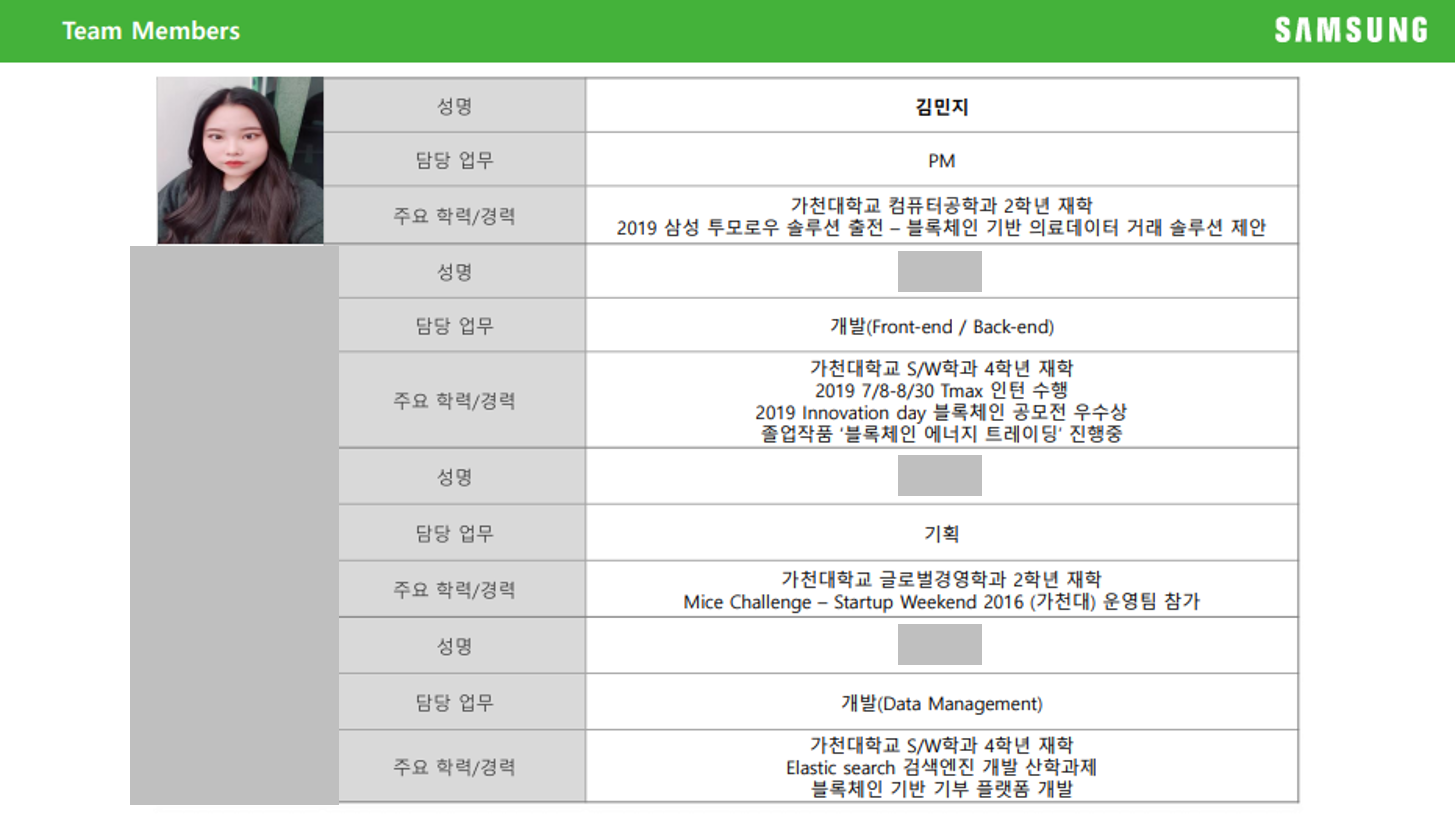 Team Members
SAMSUNG
성명
김민지
담당 업무
PM
주요 학력/경력
가천대학교 컴퓨터공학과 2학년 재학
2019 삼성 투모로우 솔루션 출전 – 블록체인 기반 의료데이터 거래 솔루션 제안
성명
담당 업무
개발(Front-end / Back-end)
주요 학력/경력
가천대학교 S/W학과 4학년 재학
2019 7/8-8/30 Tmax 인턴 수행
2019 Innovation day 블록체인 공모전 우수상
졸업작품 '블록체인 에너지 트레이딩' 진행중
성명
담당 업무
기획
주요 학력/경력
가천대학교 글로벌경영학과 2학년 재학
Mice Challenge – Startup Weekend 2016 (가천대) 운영팀 참가
성명
담당 업무
개발(Data Management)
주요 학력/경력
가천대학교 S/W학과 4학년 재학
Elastic search 검색엔진 개발 산학과제
블록체인 기반 기부 플랫폼 개발